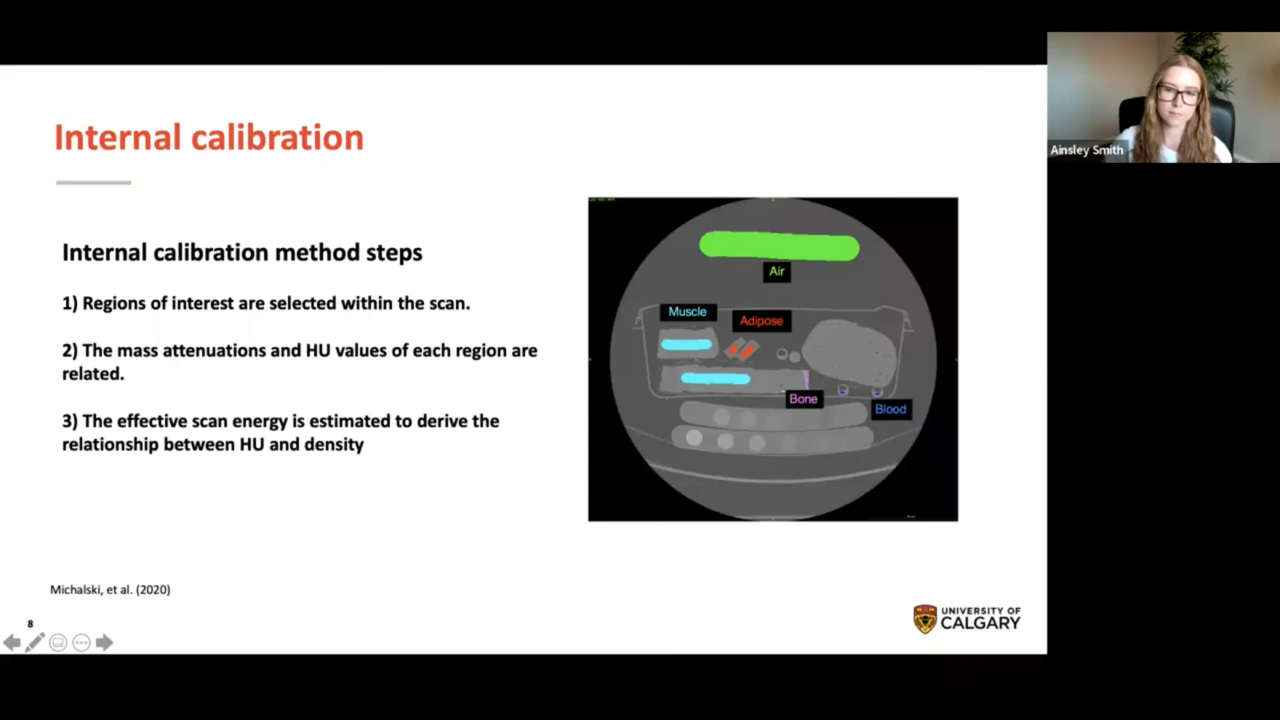 Internal calibration
Ainsley Smith
Internal calibration method steps
1) Regions of interest are selected within the scan.
2) The mass attenuations and HU values of each region are
related.
3) The effective scan energy is estimated to derive the
relationship between HU and density
Air
Muscle
Adipose
Bone
Blood
Michalski, et al. (2020)
8
UNIVERSITY OF
CALGARY